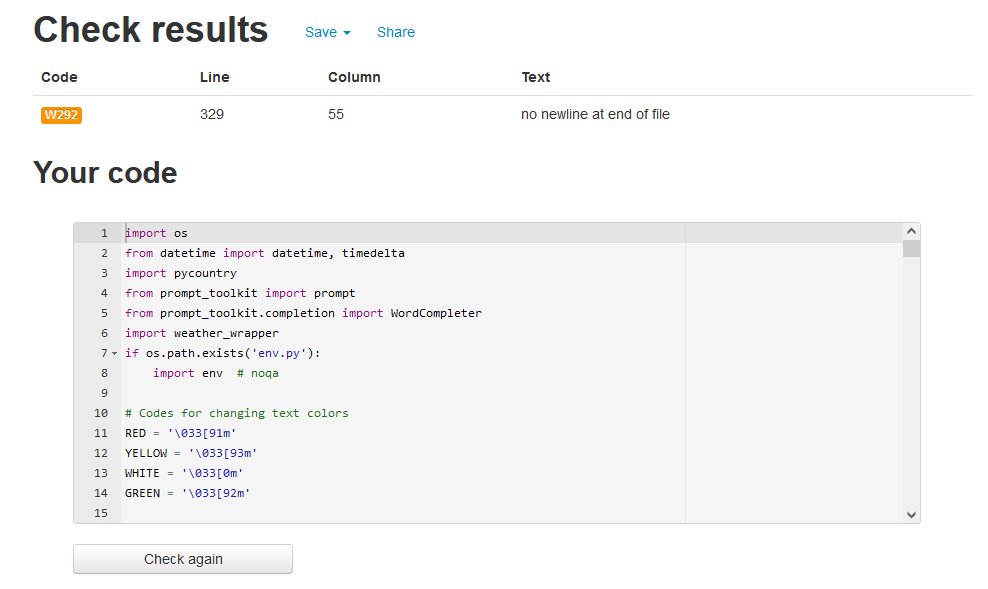 Check results Save Share
Code Line Column Text
W292 329 55 no newline at end of file
Your code
1 import os
2 from datetime import datetime, timedelta
3 import pycountry
4 from prompt_toolkit import prompt
5 from prompt_toolkit.completion import WordCompleter
6 import weather_wrapper
7 if os.path.exists('env.py'):
8     import env  # noqa
9
10 # Codes for changing text colors
11 RED = '\033[91m'
12 YELLOW = '\033[93m'
13 WHITE = '\033[0m'
14 GREEN = '\033[92m'
15
Check again